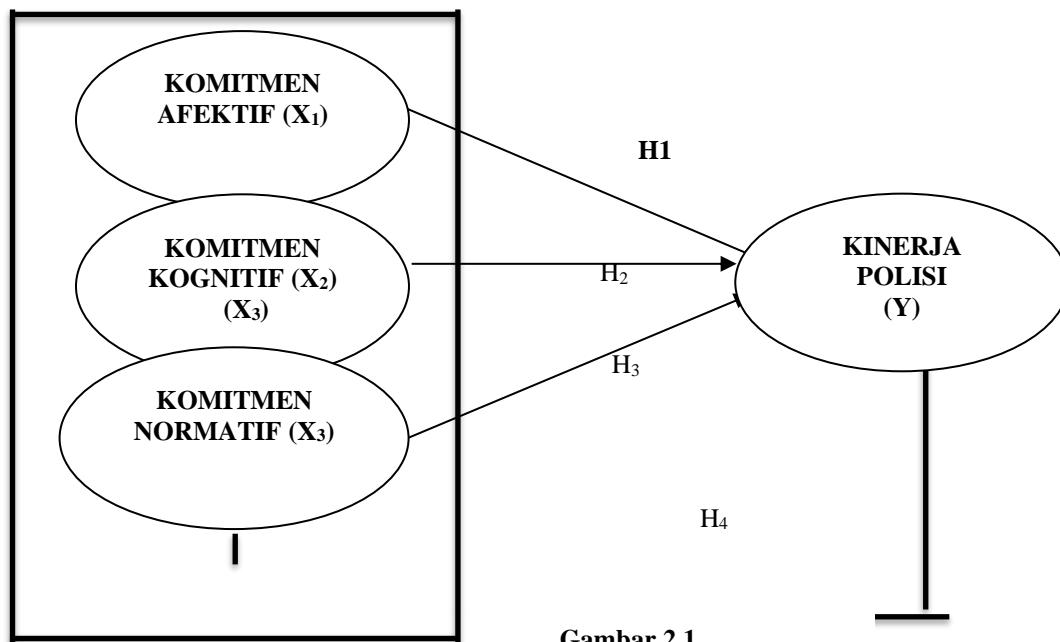 KOMITMEN
AFEKTIF (X₁)
H1
KOMITMEN
KOGNITIF (X₂)
(X₃)
H₂
KINERJA
POLISI
(Y)
H₃
KOMITMEN
NORMATIF (X₃)
H₄
Gambar 2.1